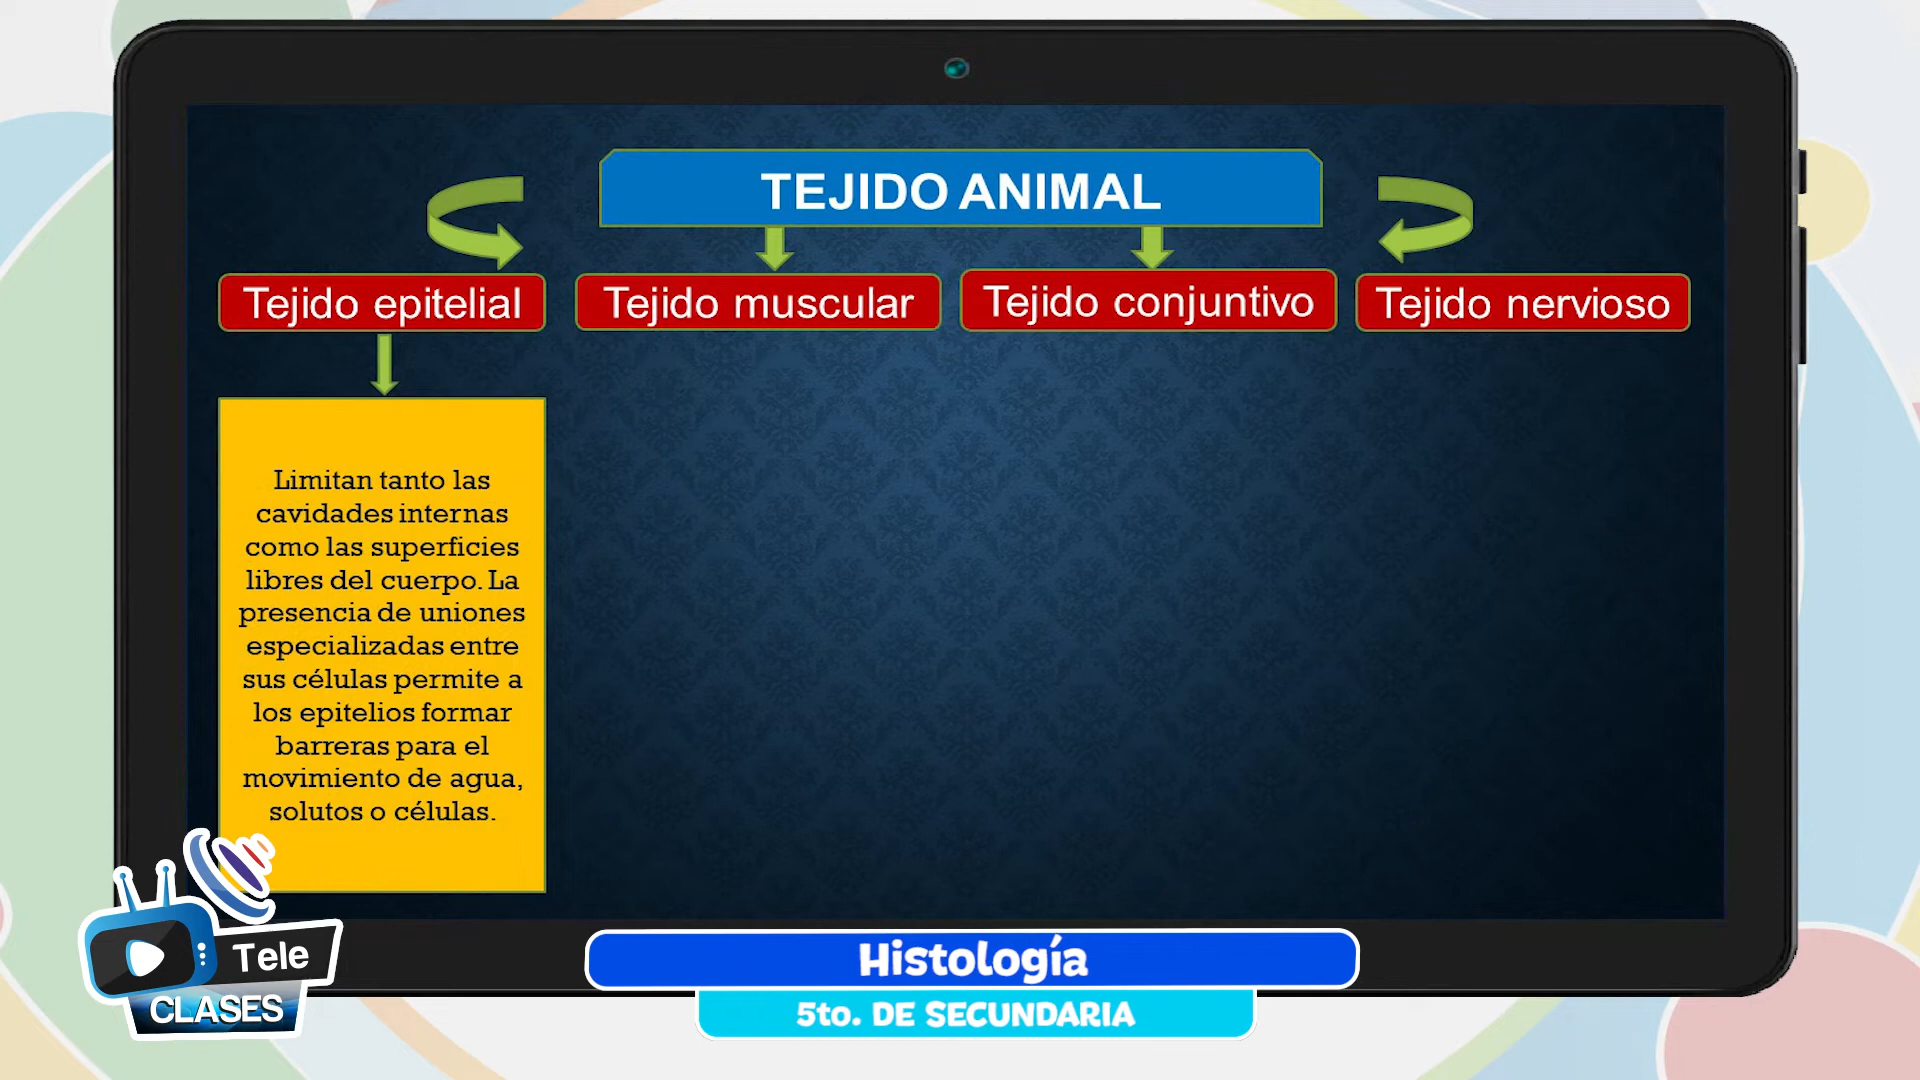 TEJIDO ANIMAL
Tejido epitelial
Tejido muscular
Tejido conjuntivo
Tejido nervioso
Limitan tanto las
cavidades internas
como las superficies
libres del cuerpo. La
presencia de uniones
especializadas entre
sus células permite a
los epitelios formar
barreras para el
movimiento de agua,
solutos o células.
Tele
CLASES
Histología
5to. DE SECUNDARIA